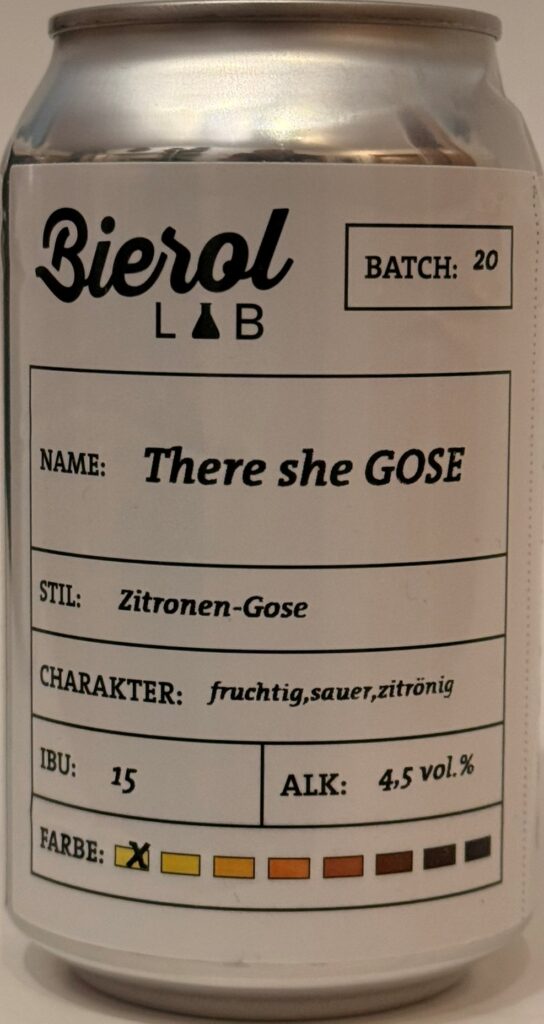 Bierol
LAB
BATCH: 20
NAME: There she GOSE
STIL: Zitronen-Gose
CHARAKTER: fruchtig,sauer,zitrönig
IBU: 15
ALK: 4,5 vol.%
FARBE: X